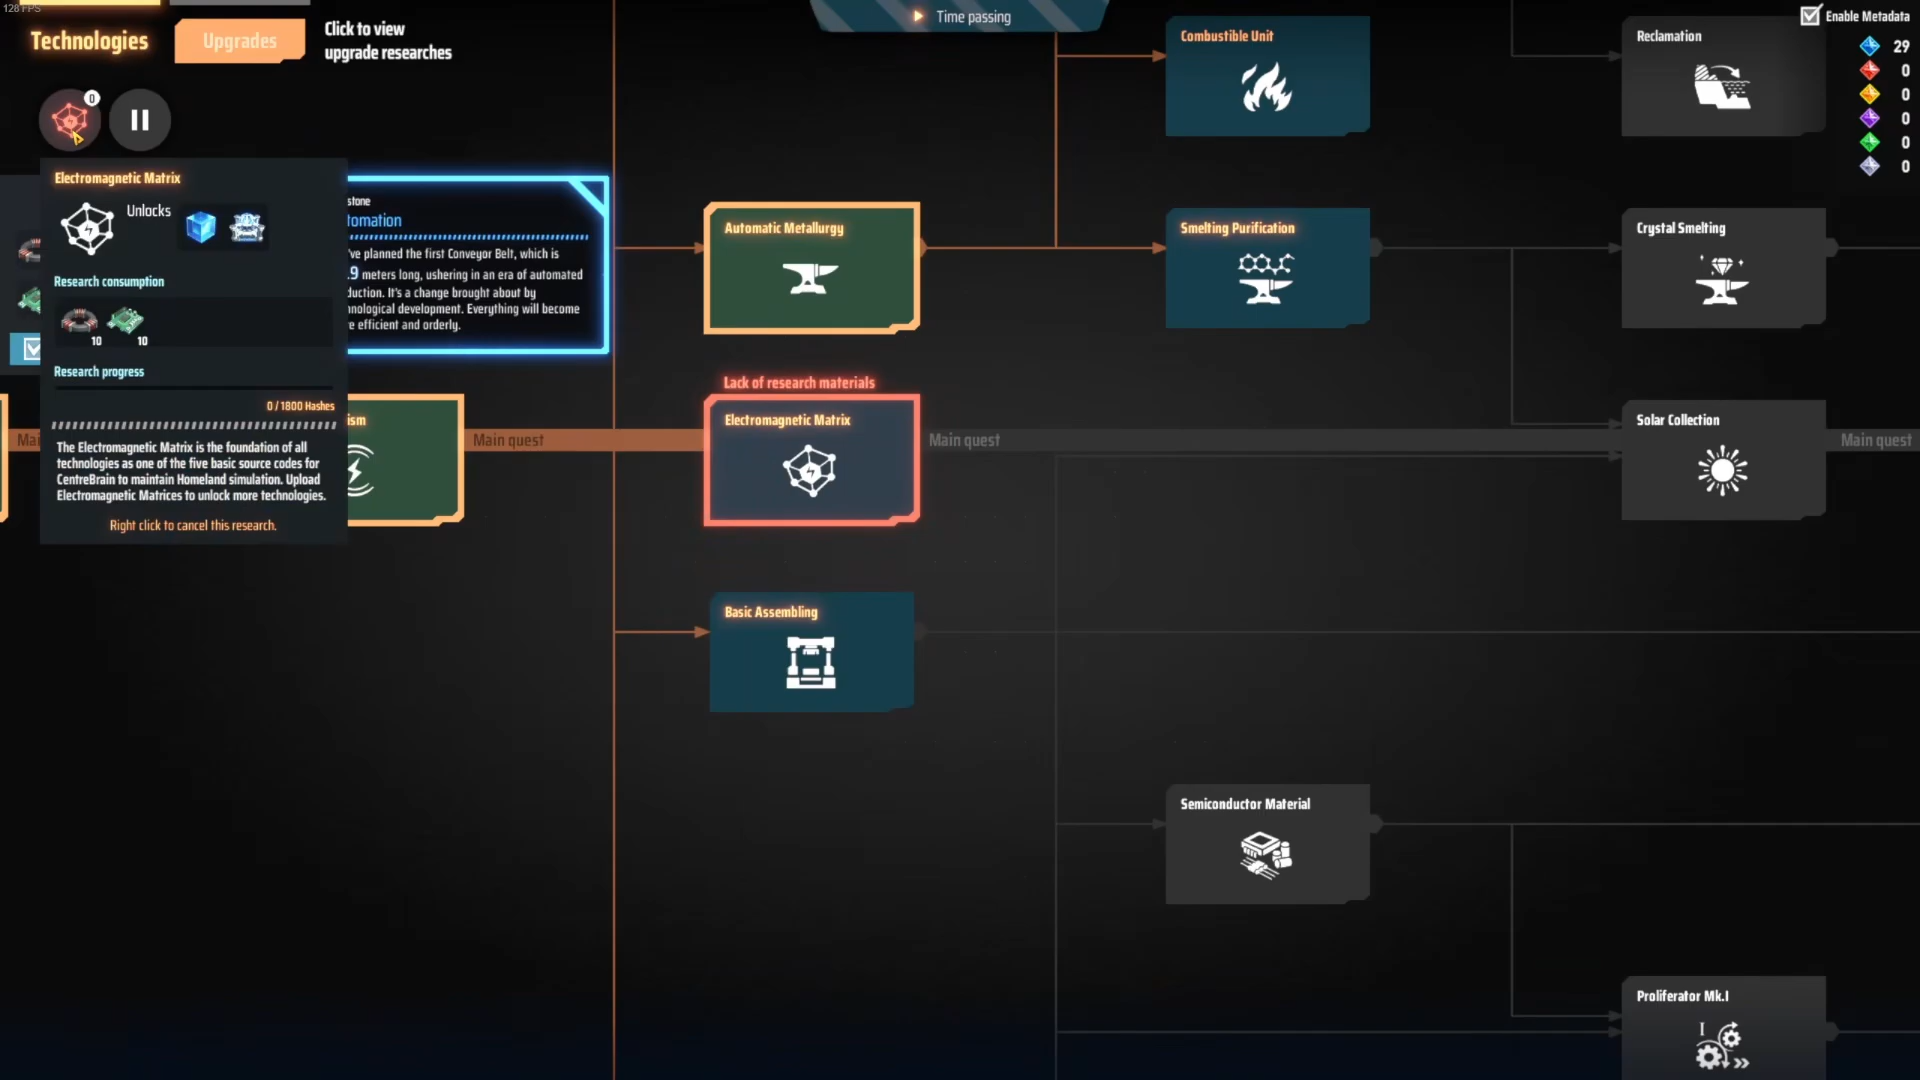 128 FPS
Technologies
Upgrades
Click to view
upgrade researches
Time passing
Enable Metadata
29
0
0
0
0
0
0
Electromagnetic Matrix
Unlocks
Research consumption
10
10
Research progress
0 / 1800 Hashes
The Electromagnetic Matrix is the foundation of all
technologies as one of the five basic source codes for
CentreBrain to maintain Homeland simulation. Upload
Electromagnetic Matrices to unlock more technologies.
Right click to cancel this research.
stone
tomation
've planned the first Conveyor Belt, which is
.9 meters long, ushering in an era of automated
duction. It's a change brought about by
hnological development. Everything will become
e efficient and orderly.
Mai
ism
Main quest
Automatic Metallurgy
Lack of research materials
Electromagnetic Matrix
Main quest
Basic Assembling
Combustible Unit
Smelting Purification
Semiconductor Material
Reclamation
Crystal Smelting
Solar Collection
Main quest
Proliferator Mk.I
I